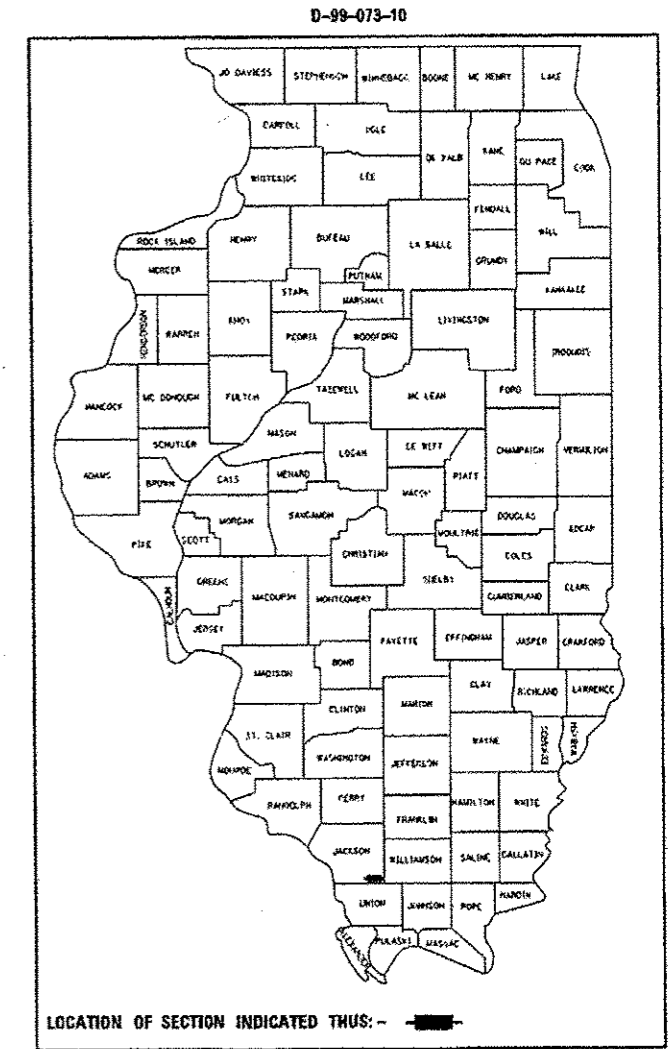 D-99-073-10
JO DAVIESS STEPHENSON WINNEBAGO BOONE MC HENRY LAKE
CARROLL OGLE DE KALB KANE DU PAGE COOK
WHITESIDE LEE
KENDALL WILL
ROCK ISLAND HENRY BUREAU LA SALLE GRUNDY
MERCER PUTNAM KANKAKEE
STARK MARSHALL
HENDERSON WARREN KNOX PEORIA WOODFORD LIVINGSTON IROQUOIS
HANCOCK MC DONOUGH FULTON TAZEWELL MC LEAN FORD
MASON
SCHUYLER LOGAN DE WITT CHAMPAIGN VERMILION
ADAMS BROWN CASS MENARD PIATT
MACON
PIKE SCOTT MORGAN SANGAMON MOULTRIE DOUGLAS EDGAR
CHRISTIAN COLES
CALHOUN GREENE MACOUPIN MONTGOMERY SHELBY CUMBERLAND CLARK
JERSEY
FAYETTE EFFINGHAM JASPER CRAWFORD
MADISON BOND
CLAY RICHLAND LAWRENCE
CLINTON MARION
ST. CLAIR WAYNE EDWARDS WABASH
WASHINGTON JEFFERSON
MONROE
RANDOLPH PERRY HAMILTON WHITE
FRANKLIN
JACKSON WILLIAMSON SALINE GALLATIN
UNION JOHNSON POPE HARDIN
ALEXANDER PULASKI MASSAC
LOCATION OF SECTION INDICATED THUS: -